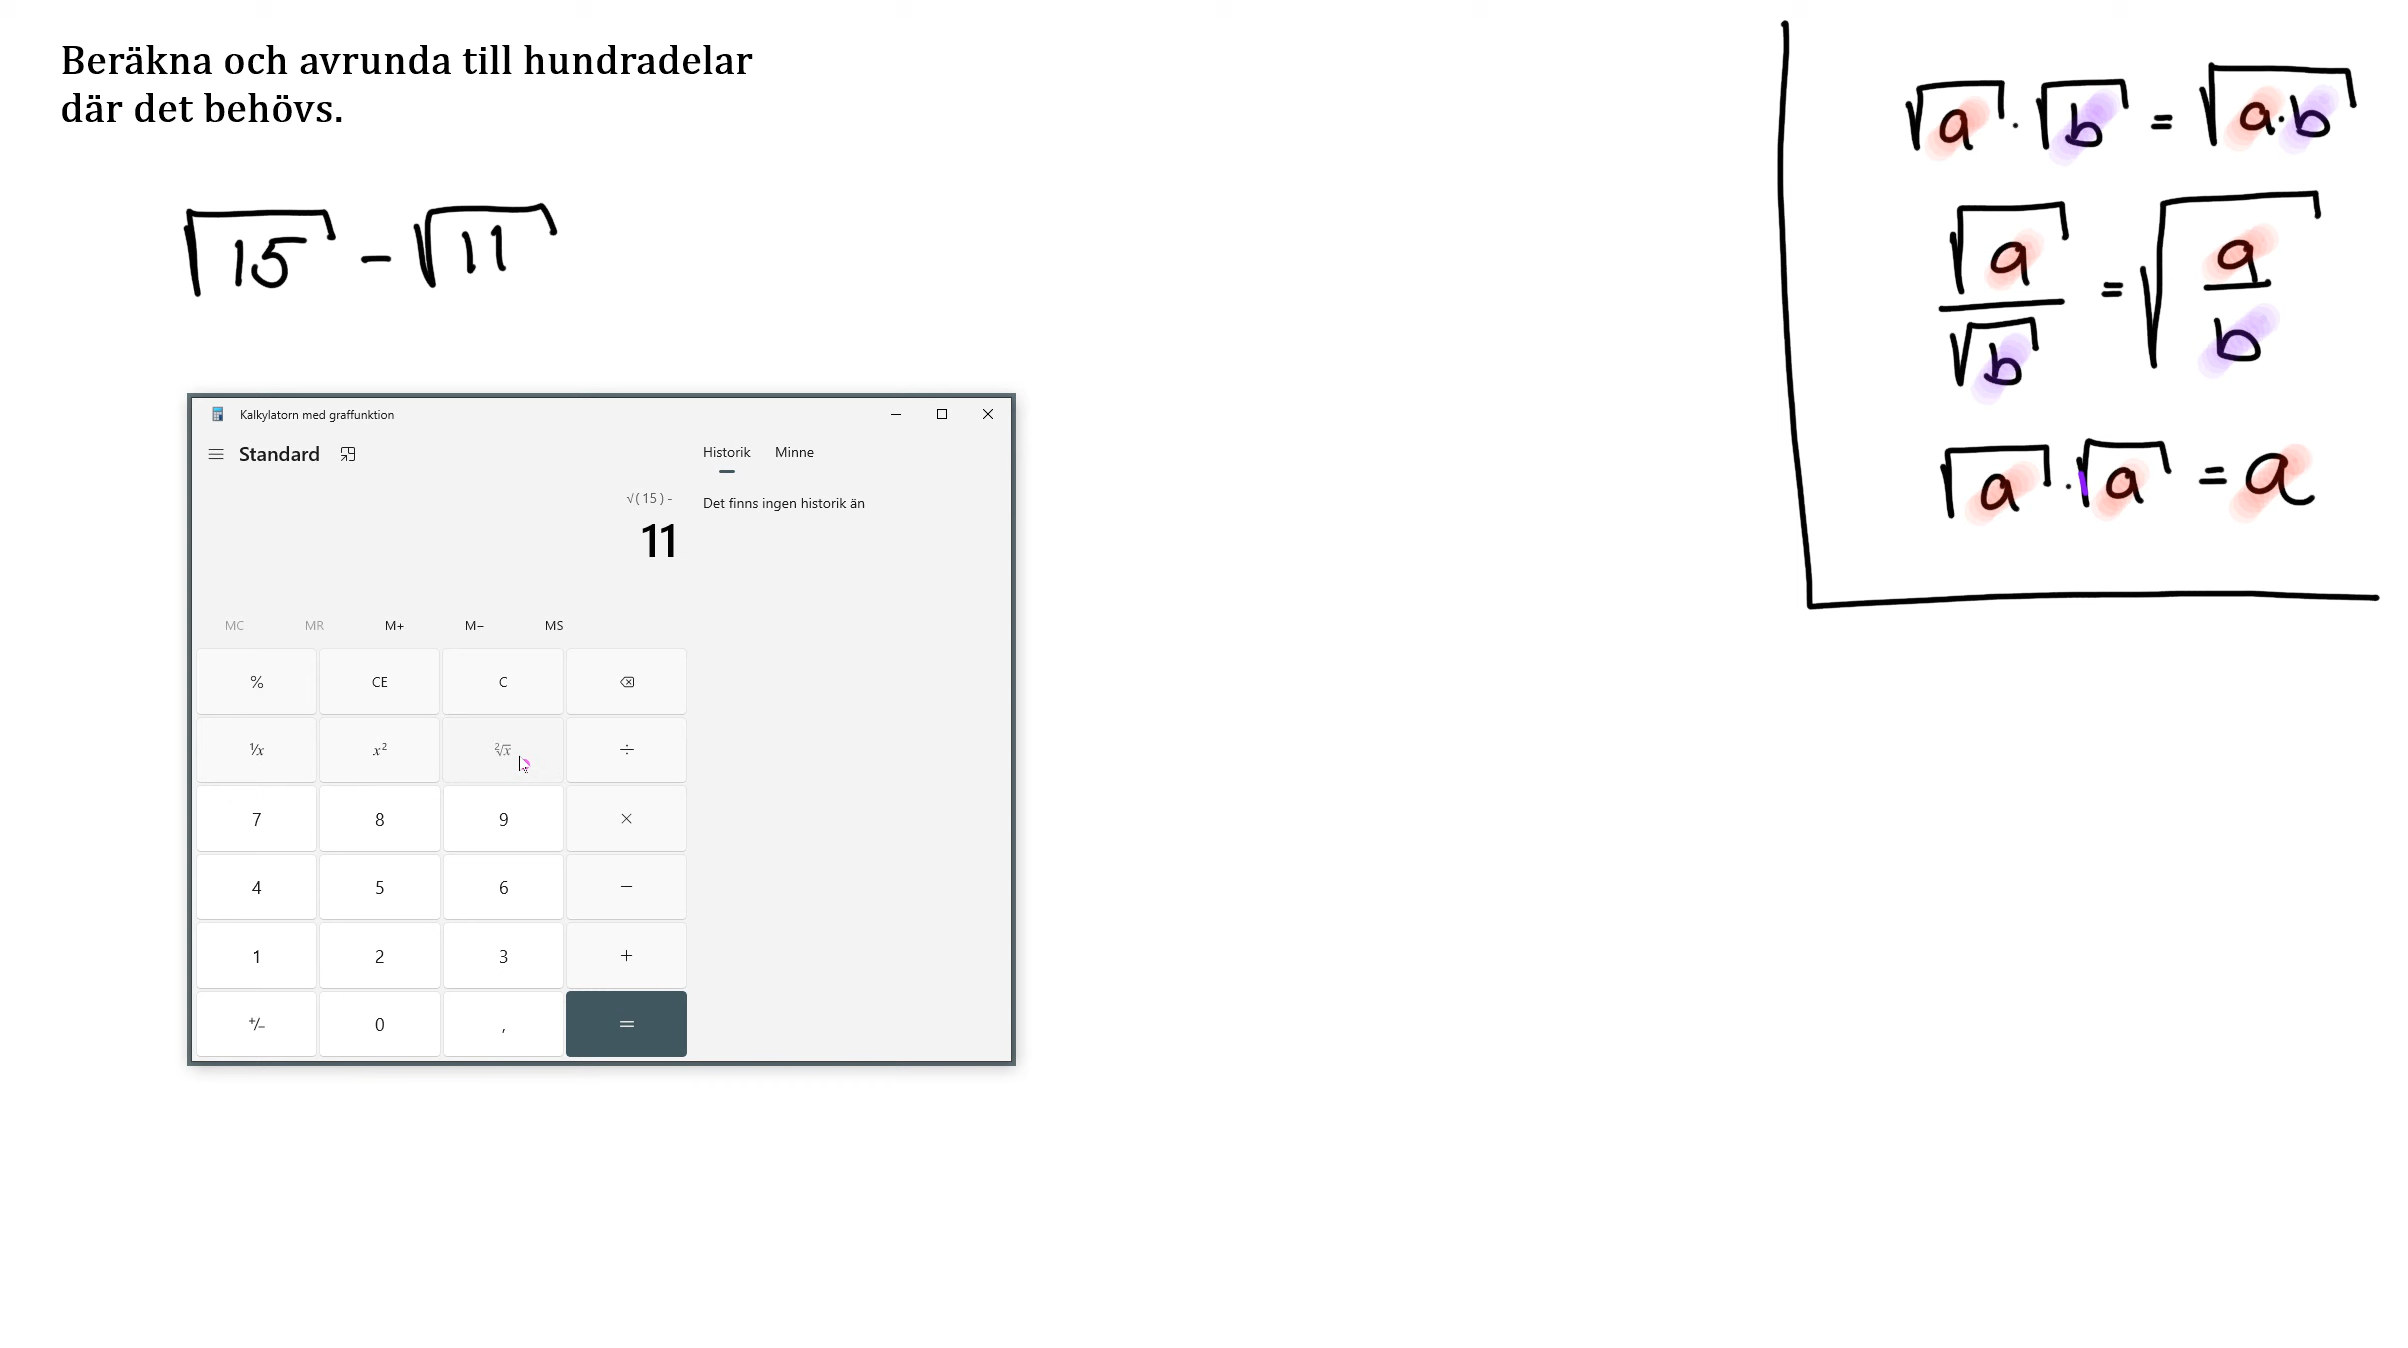 Beräkna och avrunda till hundradelar
där det behövs.
√15 - √11
√a · √b = √a·b
√a / √b = √a/b
√a · √a = a
Kalkylatorn med graffunktion
Standard
Historik Minne
√(15) -
11
Det finns ingen historik än
MC MR M+ M− MS
% CE C
¹/x x² ²√x ÷
7 8 9 ×
4 5 6 −
1 2 3 +
+/− 0 , =